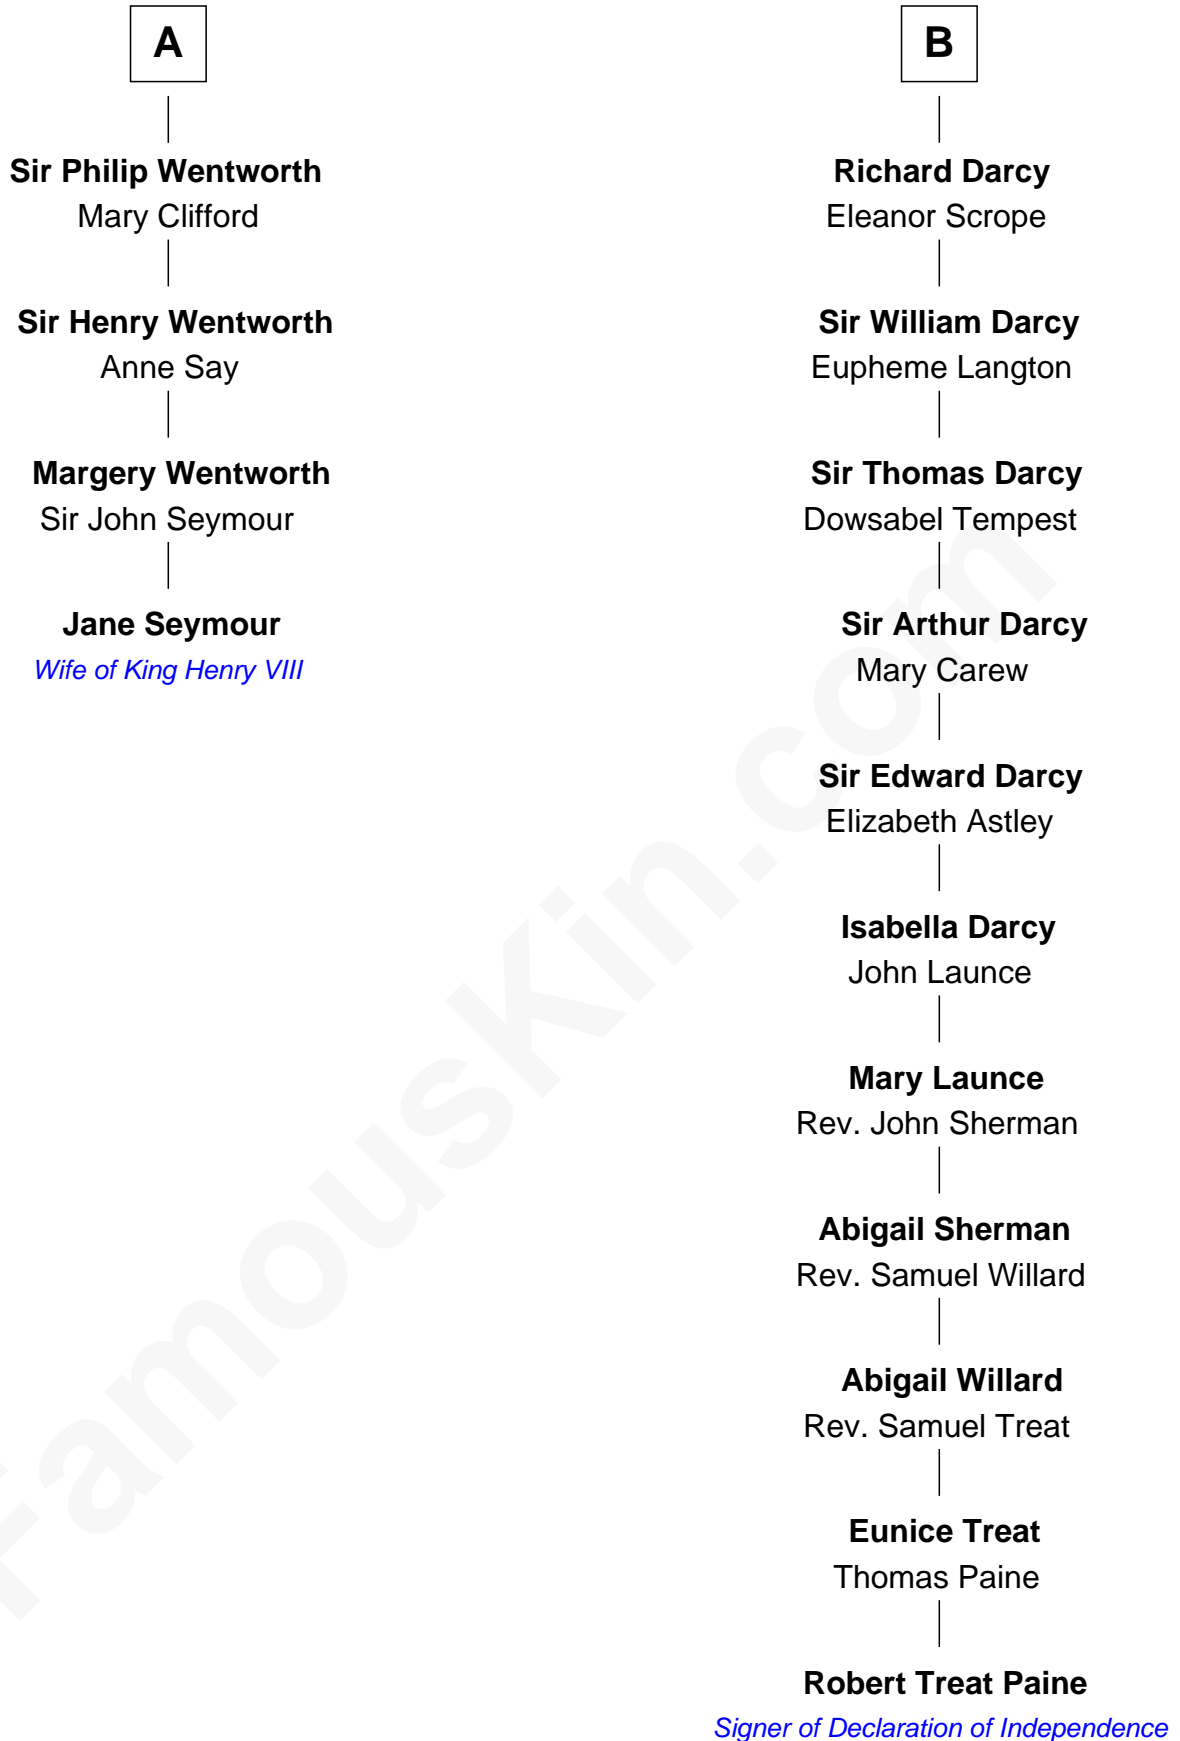 A
Sir Philip Wentworth
Mary Clifford
Sir Henry Wentworth
Anne Say
Margery Wentworth
Sir John Seymour
Jane Seymour
Wife of King Henry VIII
B
Richard Darcy
Eleanor Scrope
Sir William Darcy
Eupheme Langton
Sir Thomas Darcy
Dowsabel Tempest
Sir Arthur Darcy
Mary Carew
Sir Edward Darcy
Elizabeth Astley
Isabella Darcy
John Launce
Mary Launce
Rev. John Sherman
Abigail Sherman
Rev. Samuel Willard
Abigail Willard
Rev. Samuel Treat
Eunice Treat
Thomas Paine
Robert Treat Paine
Signer of Declaration of Independence
FamousKin.com